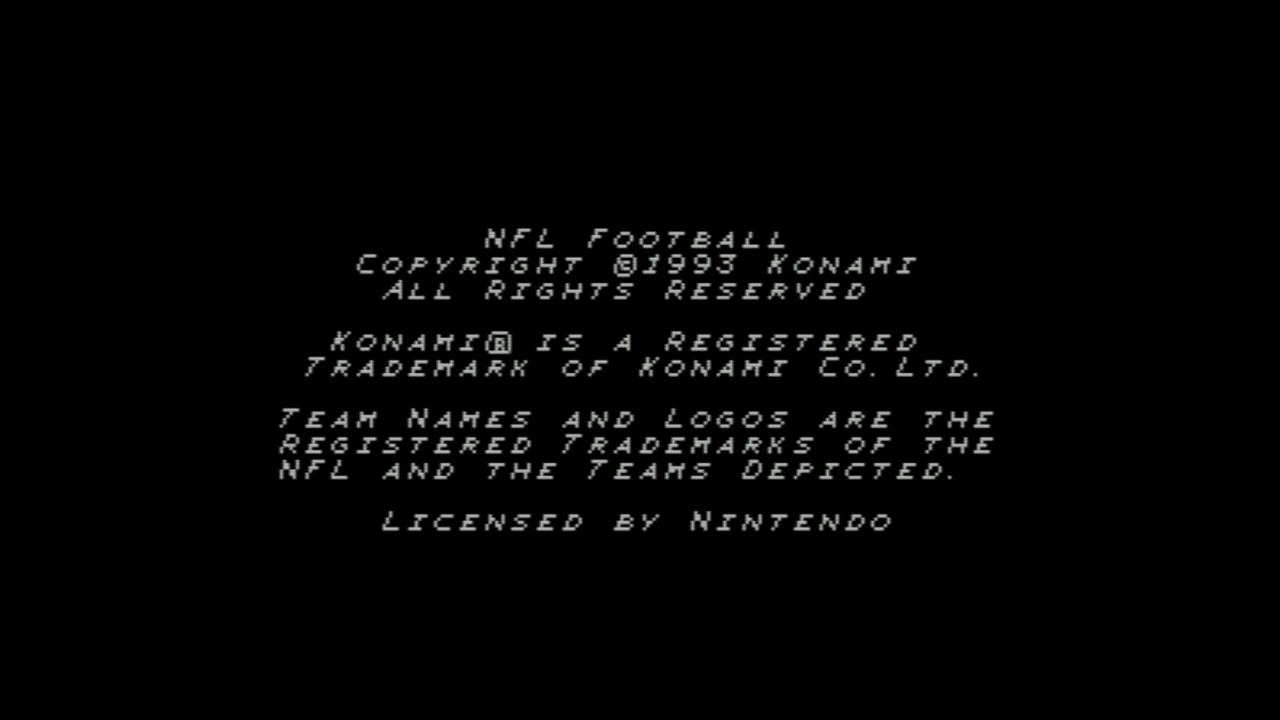 NFL Football
Copyright ©1993 Konami
All Rights Reserved
Konami® is a Registered
Trademark of Konami Co.Ltd.
Team Names and Logos are the
Registered Trademarks of the
NFL and the Teams Depicted.
Licensed by Nintendo